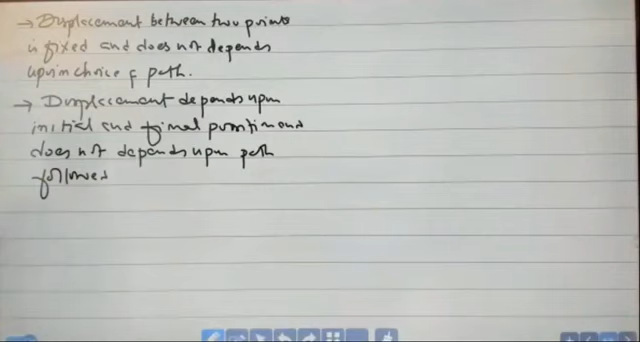 → Displacement between two points
is fixed and does not depends
upon choice of path.
→ Displacement depends upon
initial and final position and
does not depends upon path
followed